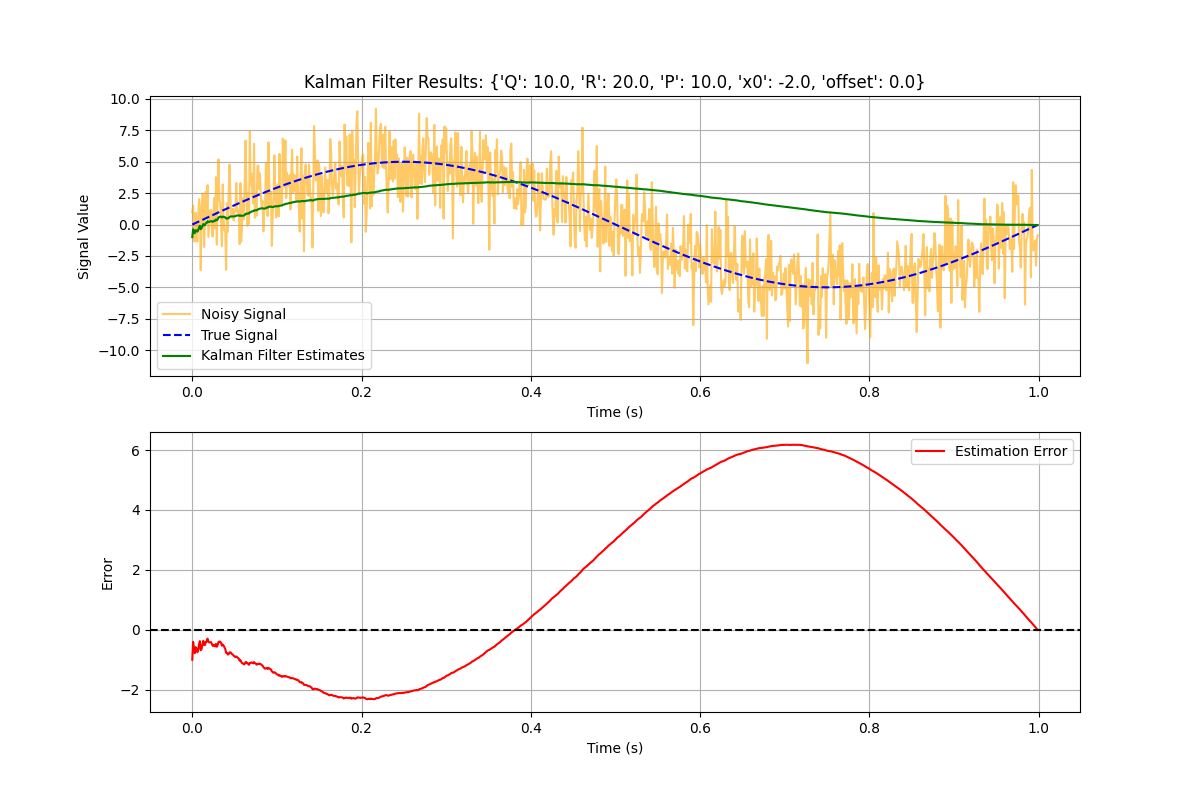 Kalman Filter Results: {'Q': 10.0, 'R': 20.0, 'P': 10.0, 'x0': -2.0, 'offset': 0.0}
10.0
7.5
5.0
2.5
0.0
−2.5
−5.0
−7.5
−10.0
Signal Value
Noisy Signal
True Signal
Kalman Filter Estimates
0.0 0.2 0.4 0.6 0.8 1.0
Time (s)
6
4
2
0
−2
Error
Estimation Error
0.0 0.2 0.4 0.6 0.8 1.0
Time (s)